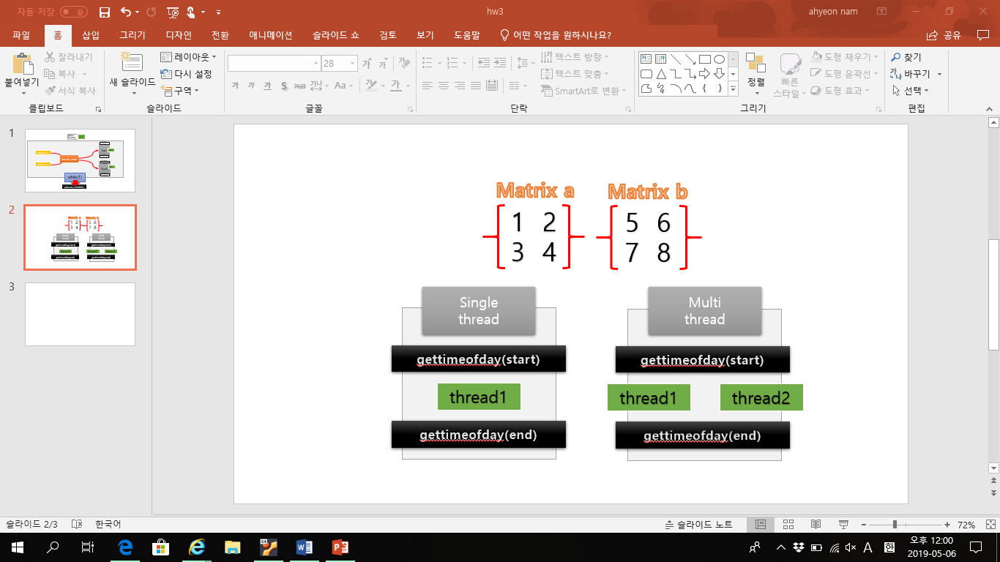 자동 저장 끔
hw3
ahyeon nam
파일 홈 삽입 그리기 디자인 전환 애니메이션 슬라이드 쇼 검토 보기 도움말 어떤 작업을 원하시나요? 공유
붙여넣기
잘라내기
복사
서식 복사
클립보드
새 슬라이드
레이아웃
다시 설정
구역
슬라이드
28
가 가 가 S 간 Aa 가
글꼴
텍스트 방향
텍스트 맞춤
SmartArt로 변환
단락
정렬
빠른
스타일
도형 채우기
도형 윤곽선
도형 효과
그리기
찾기
바꾸기
선택
편집
1
while(1)
2
3
Matrix a
1 2
3 4
Matrix b
5 6
7 8
Single
thread
gettimeofday(start)
thread1
gettimeofday(end)
Multi
thread
gettimeofday(start)
thread1 thread2
gettimeofday(end)
슬라이드 2/3 한국어 슬라이드 노트 72%
A 한 오후 12:00
2019-05-06